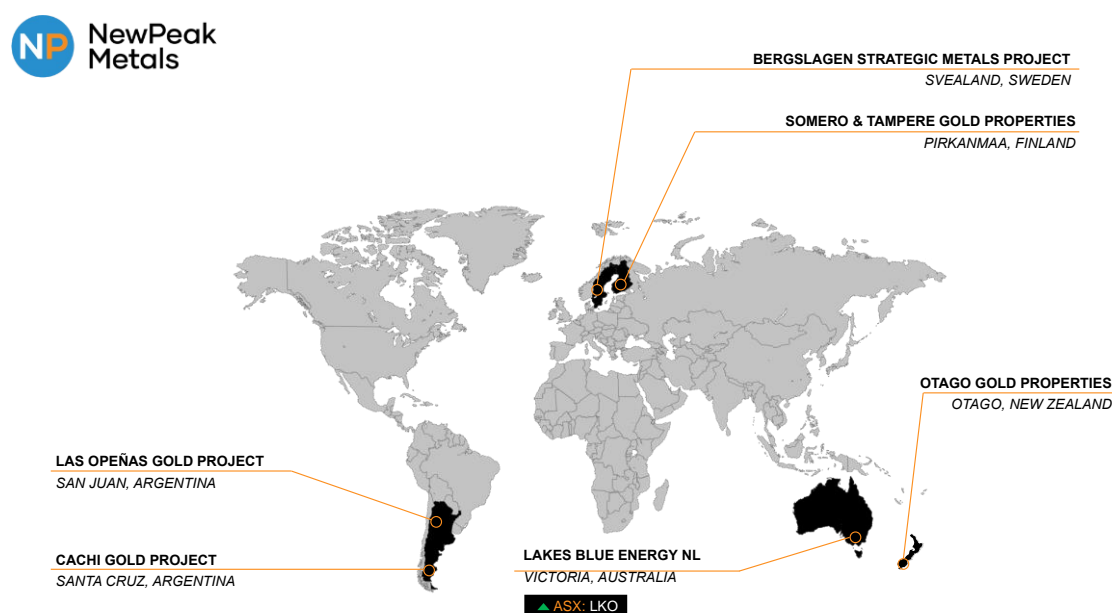 NP NewPeak
Metals
BERGSLAGEN STRATEGIC METALS PROJECT
SVEALAND, SWEDEN
SOMERO & TAMPERE GOLD PROPERTIES
PIRKANMAA, FINLAND
OTAGO GOLD PROPERTIES
OTAGO, NEW ZEALAND
LAS OPEÑAS GOLD PROJECT
SAN JUAN, ARGENTINA
CACHI GOLD PROJECT
SANTA CRUZ, ARGENTINA
LAKES BLUE ENERGY NL
VICTORIA, AUSTRALIA
ASX: LKO